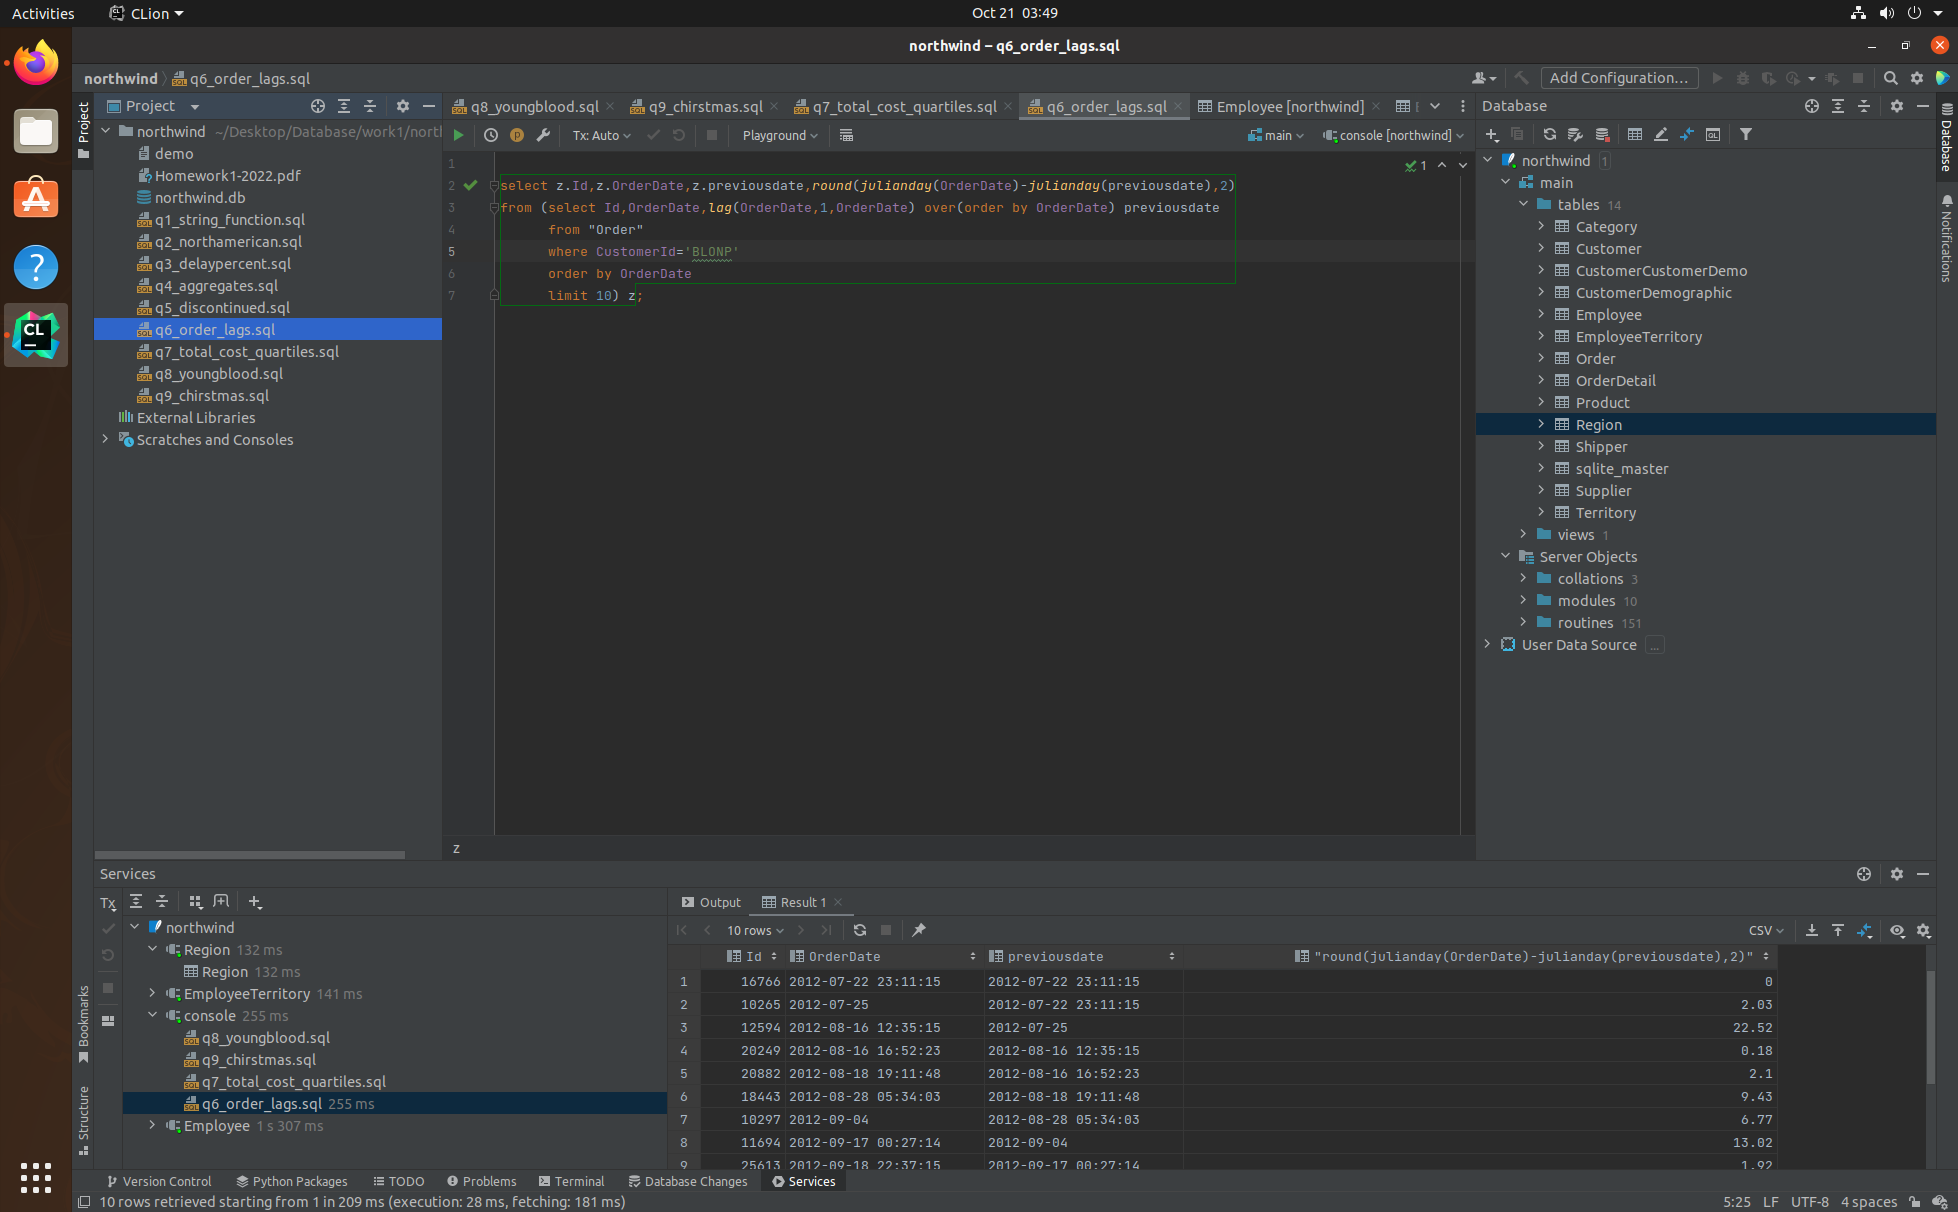 Activities CLion Oct 21 03:49
northwind – q6_order_lags.sql
northwind q6_order_lags.sql Add Configuration...
Project q8_youngblood.sql q9_chirstmas.sql q7_total_cost_quartiles.sql q6_order_lags.sql Employee [northwind] Database
Tx: Auto Playground main console [northwind]
Project
northwind ~/Desktop/Database/work1/nort
demo
Homework1-2022.pdf
northwind.db
q1_string_function.sql
q2_northamerican.sql
q3_delaypercent.sql
q4_aggregates.sql
q5_discontinued.sql
q6_order_lags.sql
q7_total_cost_quartiles.sql
q8_youngblood.sql
q9_chirstmas.sql
External Libraries
Scratches and Consoles
1
2 select z.Id,z.OrderDate,z.previousdate,round(julianday(OrderDate)-julianday(previousdate),2)
3 from (select Id,OrderDate,lag(OrderDate,1,OrderDate) over(order by OrderDate) previousdate
4 from "Order"
5 where CustomerId='BLONP'
6 order by OrderDate
7 limit 10) z;
1
z
northwind 1
main
tables 14
Category
Customer
CustomerCustomerDemo
CustomerDemographic
Employee
EmployeeTerritory
Order
OrderDetail
Product
Region
Shipper
sqlite_master
Supplier
Territory
views 1
Server Objects
collations 3
modules 10
routines 151
User Data Source ...
Database
Notifications
Services
Tx
northwind
Region 132 ms
Region 132 ms
EmployeeTerritory 141 ms
console 255 ms
q8_youngblood.sql
q9_chirstmas.sql
q7_total_cost_quartiles.sql
q6_order_lags.sql 255 ms
Employee 1 s 307 ms
Bookmarks
Structure
Output Result 1
10 rows CSV
Id OrderDate previousdate "round(julianday(OrderDate)-julianday(previousdate),2)"
1 16766 2012-07-22 23:11:15 2012-07-22 23:11:15 0
2 10265 2012-07-25 2012-07-22 23:11:15 2.03
3 12594 2012-08-16 12:35:15 2012-07-25 22.52
4 20249 2012-08-16 16:52:23 2012-08-16 12:35:15 0.18
5 20882 2012-08-18 19:11:48 2012-08-16 16:52:23 2.1
6 18443 2012-08-28 05:34:03 2012-08-18 19:11:48 9.43
7 10297 2012-09-04 2012-08-28 05:34:03 6.77
8 11694 2012-09-17 00:27:14 2012-09-04 13.02
9 25613 2012-09-18 22:37:15 2012-09-17 00:27:14 1.92
Version Control Python Packages TODO Problems Terminal Database Changes Services
10 rows retrieved starting from 1 in 209 ms (execution: 28 ms, fetching: 181 ms) 5:25 LF UTF-8 4 spaces